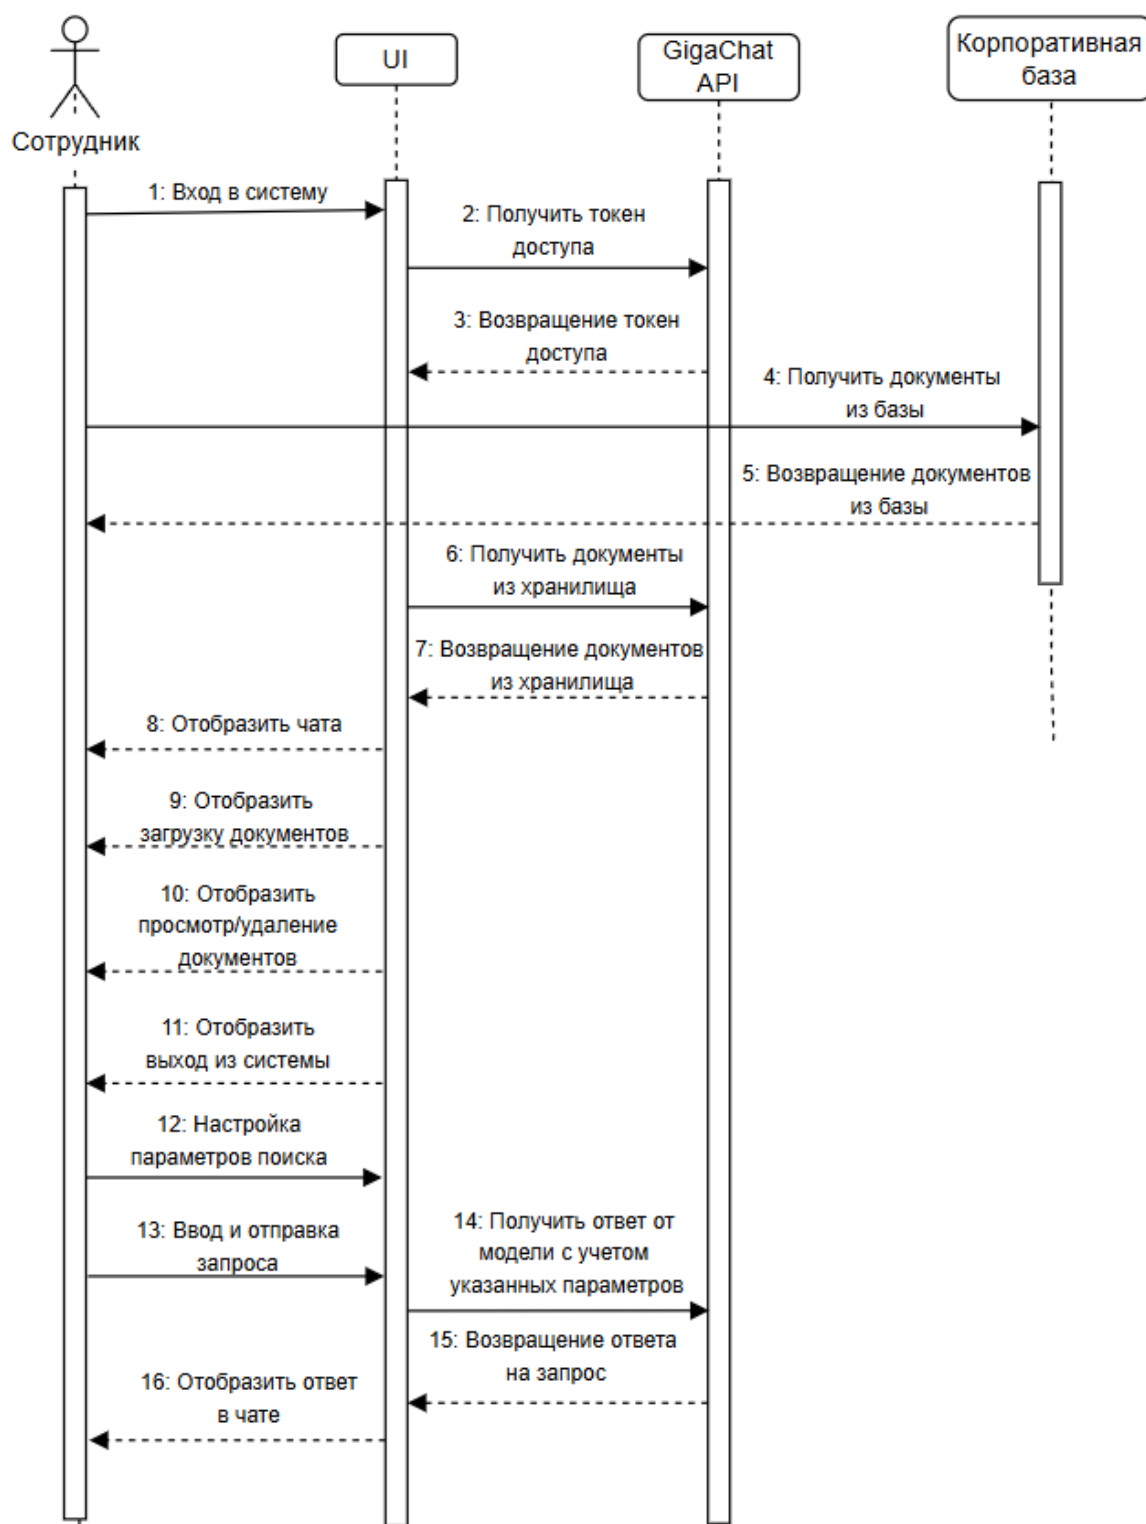 UI
GigaChat
API
Корпоративная
база
Сотрудник
1: Вход в систему
2: Получить токен
доступа
3: Возвращение токен
доступа
4: Получить документы
из базы
5: Возвращение документов
из базы
6: Получить документы
из хранилища
7: Возвращение документов
из хранилища
8: Отобразить чата
9: Отобразить
загрузку документов
10: Отобразить
просмотр/удаление
документов
11: Отобразить
выход из системы
12: Настройка
параметров поиска
13: Ввод и отправка
запроса
14: Получить ответ от
модели с учетом
указанных параметров
15: Возвращение ответа
на запрос
16: Отобразить ответ
в чате